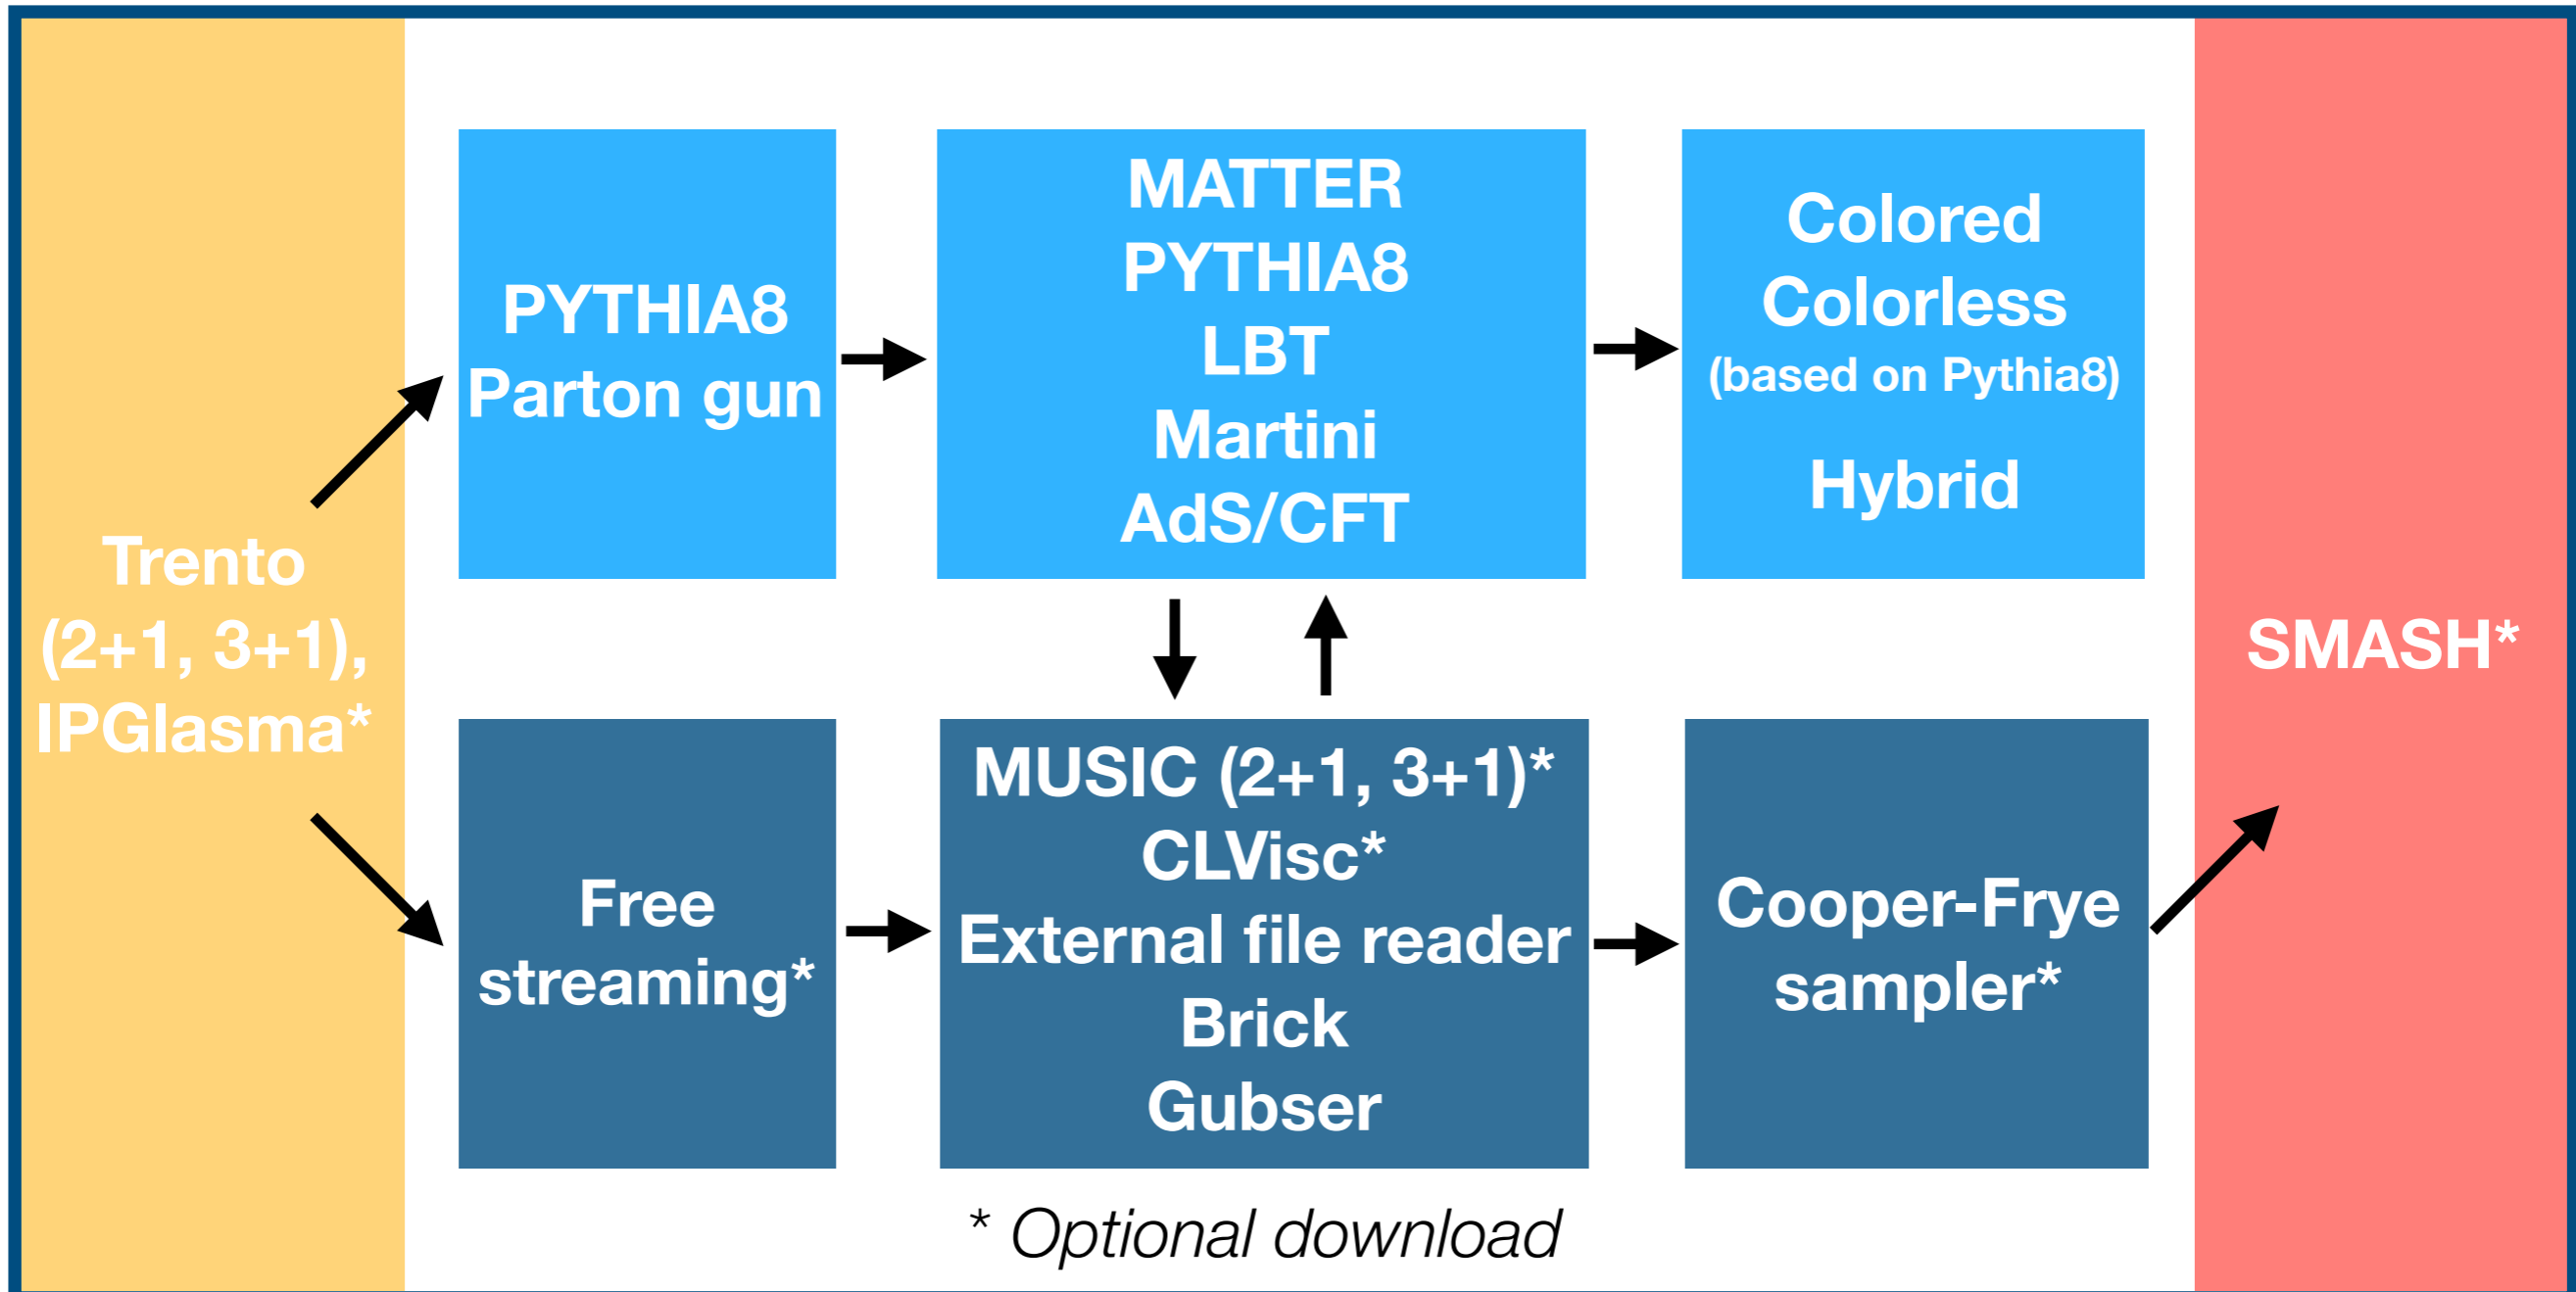 Trento
(2+1, 3+1),
IPGlasma*
PYTHIA8
Parton gun
MATTER
PYTHIA8
LBT
Martini
AdS/CFT
Colored
Colorless
(based on Pythia8)
Hybrid
Free
streaming*
MUSIC (2+1, 3+1)*
CLVisc*
External file reader
Brick
Gubser
Cooper-Frye
sampler*
SMASH*
* Optional download